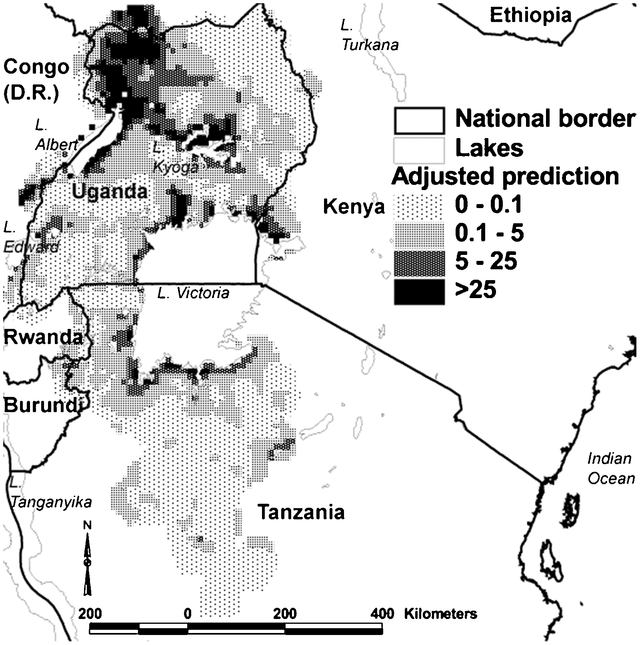 Ethiopia
L.
Turkana
Congo
(D.R.)
L.
Albert
L.
Kyoga
Uganda
Kenya
L.
Edward
L. Victoria
Rwanda
Burundi
L.
Tanganyika
Tanzania
Indian
Ocean
National border
Lakes
Adjusted prediction
0 - 0.1
0.1 - 5
5 - 25
>25
N
200 0 200 400 Kilometers